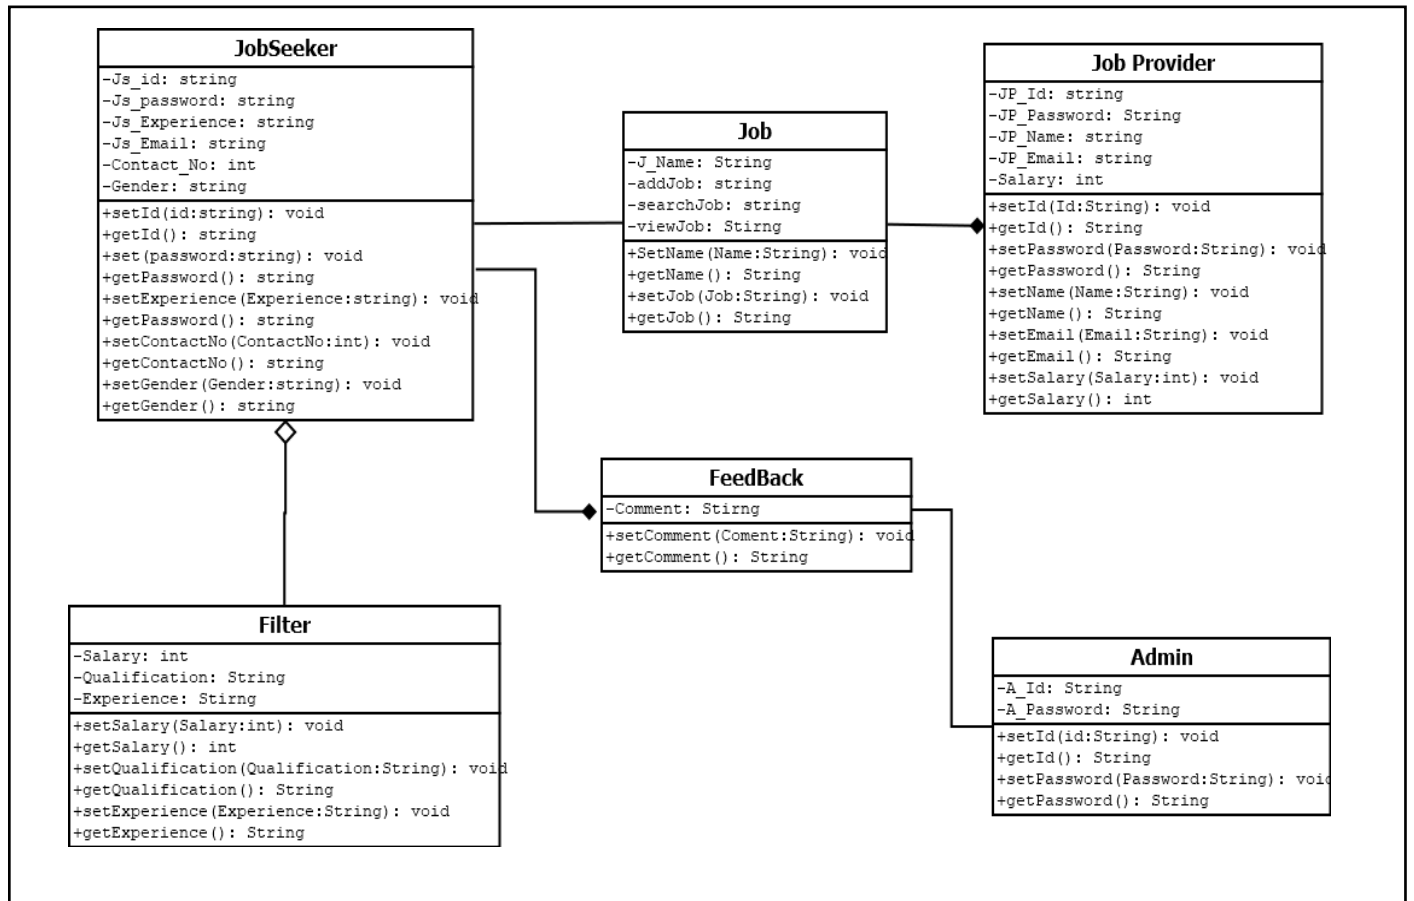 JobSeeker
-Js_id: string
-Js_password: string
-Js_Experience: string
-Js_Email: string
-Contact_No: int
-Gender: string
+setId(id:string): void
+getId(): string
+set(password:string): void
+getPassword(): string
+setExperience(Experience:string): void
+getPassword(): string
+setContactNo(ContactNo:int): void
+getContactNo(): string
+setGender(Gender:string): void
+getGender(): string
Job
-J_Name: String
-addJob: string
-searchJob: string
-viewJob: Stirng
+SetName(Name:String): void
+getName(): String
+setJob(Job:String): void
+getJob(): String
Job Provider
-JP_Id: string
-JP_Password: String
-JP_Name: string
-JP_Email: string
-Salary: int
+setId(Id:String): void
+getId(): String
+setPassword(Password:String): void
+getPassword(): String
+setName(Name:String): void
+getName(): String
+setEmail(Email:String): void
+getEmail(): String
+setSalary(Salary:int): void
+getSalary(): int
FeedBack
-Comment: Stirng
+setComment(Coment:String): void
+getComment(): String
Filter
-Salary: int
-Qualification: String
-Experience: Stirng
+setSalary(Salary:int): void
+getSalary(): int
+setQualification(Qualification:String): void
+getQualification(): String
+setExperience(Experience:String): void
+getExperience(): String
Admin
-A_Id: String
-A_Password: String
+setId(id:String): void
+getId(): String
+setPassword(Password:String): void
+getPassword(): String